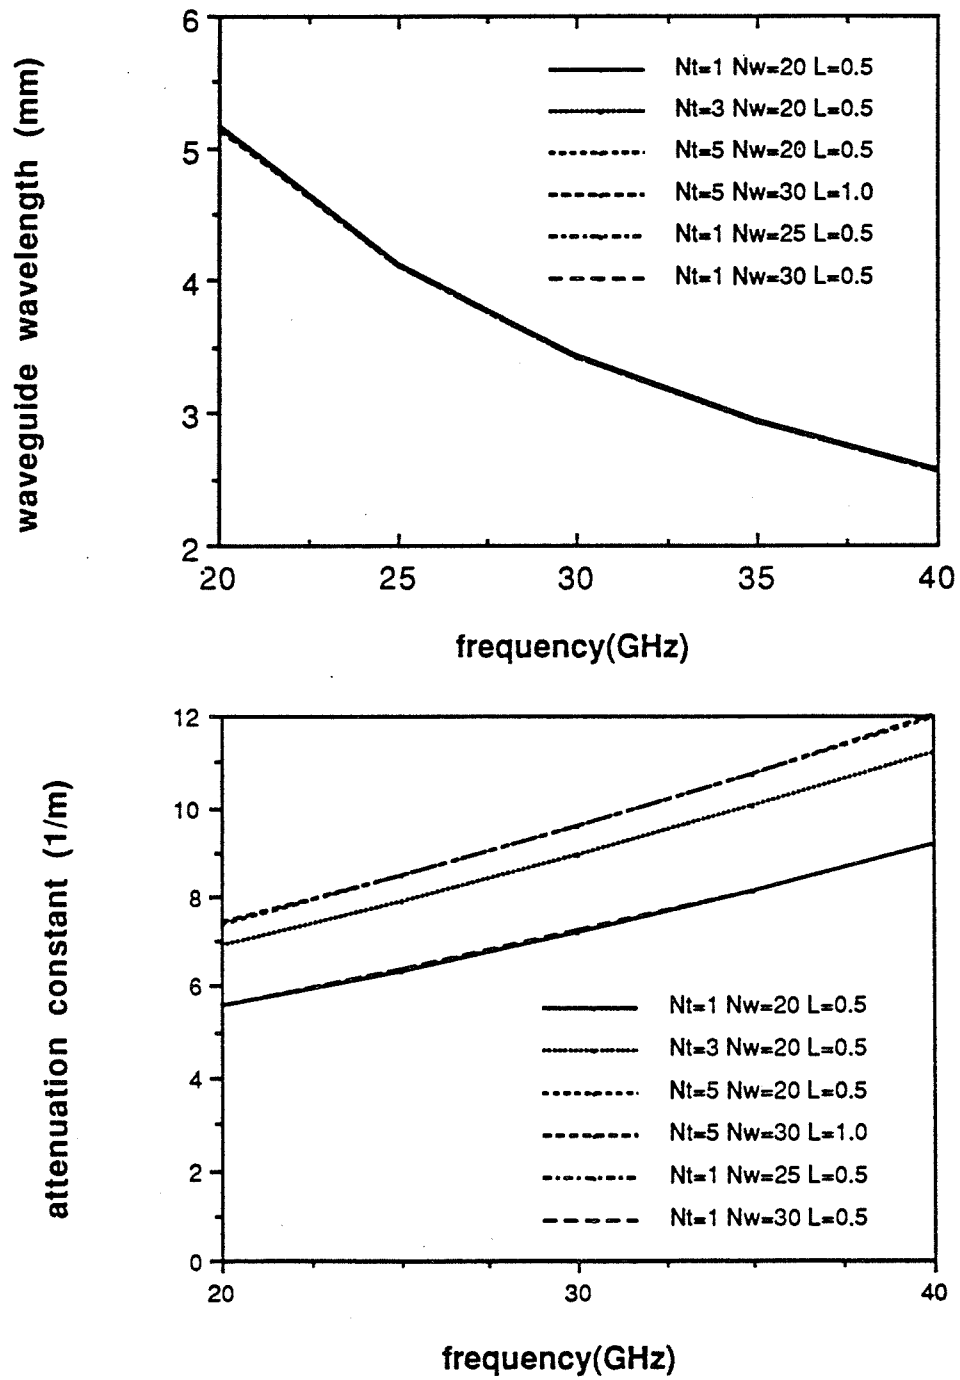 waveguide wavelength (mm)
6
5
4
3
2
Nt=1 Nw=20 L=0.5
Nt=3 Nw=20 L=0.5
Nt=5 Nw=20 L=0.5
Nt=5 Nw=30 L=1.0
Nt=1 Nw=25 L=0.5
Nt=1 Nw=30 L=0.5
20 25 30 35 40
frequency(GHz)
attenuation constant (1/m)
12
10
8
6
4
2
0
Nt=1 Nw=20 L=0.5
Nt=3 Nw=20 L=0.5
Nt=5 Nw=20 L=0.5
Nt=5 Nw=30 L=1.0
Nt=1 Nw=25 L=0.5
Nt=1 Nw=30 L=0.5
20 30 40
frequency(GHz)